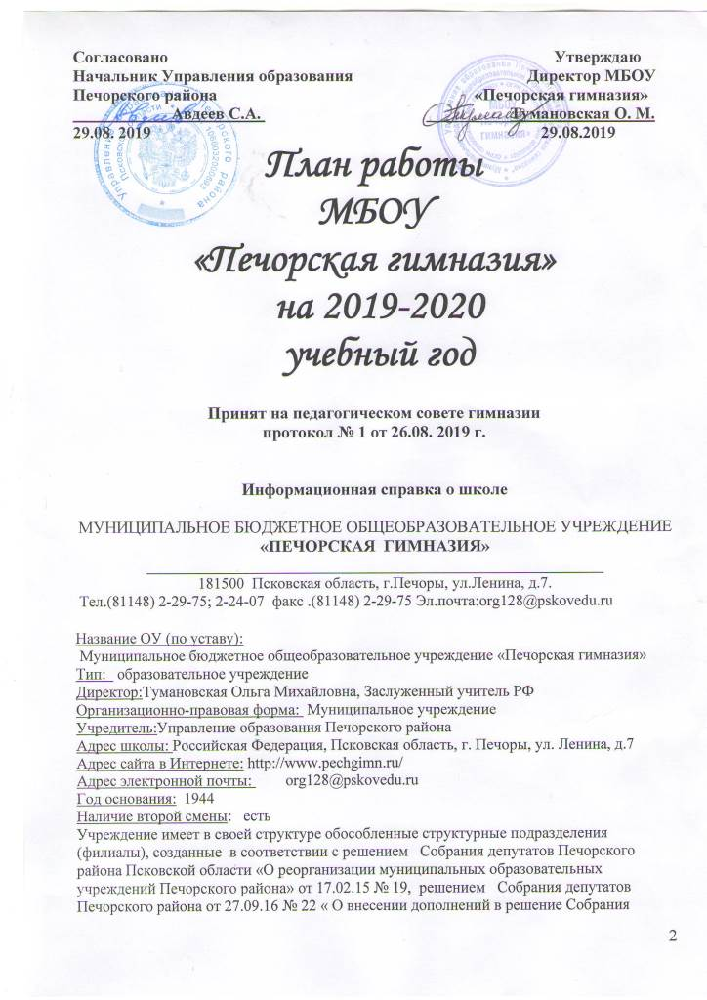 Согласовано Утверждаю
Начальник Управления образования Директор МБОУ
Печорского района «Печорская гимназия»
Авдеев С.А. Тумановская О. М.
29.08. 2019 29.08.2019
План работы
МБОУ
«Печорская гимназия»
на 2019-2020
учебный год
Принят на педагогическом совете гимназии
протокол № 1 от 26.08. 2019 г.
Информационная справка о школе
МУНИЦИПАЛЬНОЕ БЮДЖЕТНОЕ ОБЩЕОБРАЗОВАТЕЛЬНОЕ УЧРЕЖДЕНИЕ
«ПЕЧОРСКАЯ ГИМНАЗИЯ»
181500 Псковская область, г.Печоры, ул.Ленина, д.7.
Тел.(81148) 2-29-75; 2-24-07 факс .(81148) 2-29-75 Эл.почта:org128@pskovedu.ru
Название ОУ (по уставу):
Муниципальное бюджетное общеобразовательное учреждение «Печорская гимназия»
Тип: образовательное учреждение
Директор:Тумановская Ольга Михайловна, Заслуженный учитель РФ
Организационно-правовая форма: Муниципальное учреждение
Учредитель:Управление образования Печорского района
Адрес школы: Российская Федерация, Псковская область, г. Печоры, ул. Ленина, д.7
Адрес сайта в Интернете: http://www.pechgimn.ru/
Адрес электронной почты: org128@pskovedu.ru
Год основания: 1944
Наличие второй смены: есть
Учреждение имеет в своей структуре обособленные структурные подразделения
(филиалы), созданные в соответствии с решением Собрания депутатов Печорского
района Псковской области «О реорганизации муниципальных образовательных
учреждений Печорского района» от 17.02.15 № 19, решением Собрания депутатов
Печорского района от 27.09.16 № 22 « О внесении дополнений в решение Собрания
2